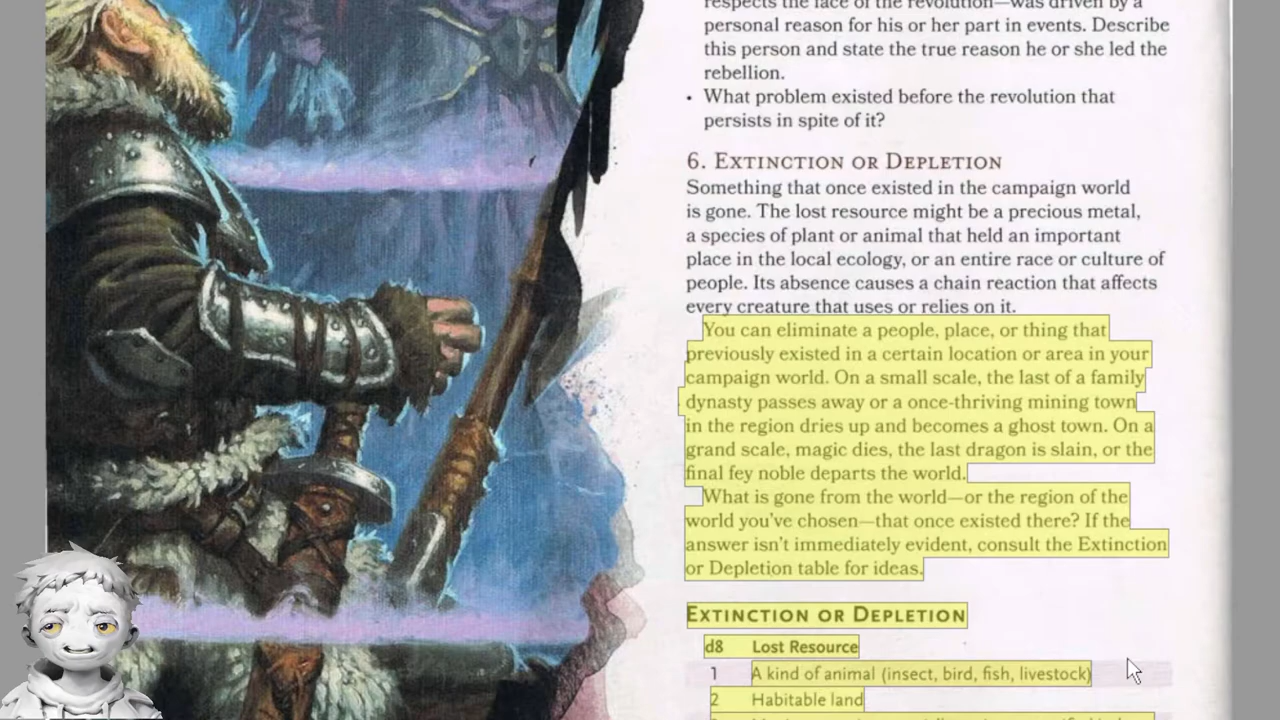 respects the face of the revolution—was driven by a
personal reason for his or her part in events. Describe
this person and state the true reason he or she led the
rebellion.
• What problem existed before the revolution that
persists in spite of it?
6. EXTINCTION OR DEPLETION
Something that once existed in the campaign world
is gone. The lost resource might be a precious metal,
a species of plant or animal that held an important
place in the local ecology, or an entire race or culture of
people. Its absence causes a chain reaction that affects
every creature that uses or relies on it.
You can eliminate a people, place, or thing that
previously existed in a certain location or area in your
campaign world. On a small scale, the last of a family
dynasty passes away or a once-thriving mining town
in the region dries up and becomes a ghost town. On a
grand scale, magic dies, the last dragon is slain, or the
final fey noble departs the world.
What is gone from the world—or the region of the
world you've chosen—that once existed there? If the
answer isn't immediately evident, consult the Extinction
or Depletion table for ideas.
EXTINCTION OR DEPLETION
d8 Lost Resource
1 A kind of animal (insect, bird, fish, livestock)
2 Habitable land